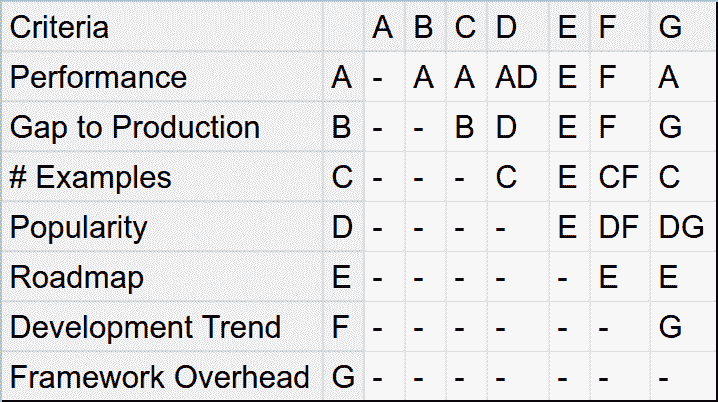 Criteria A B C D E F G
Performance A - A A AD E F A
Gap to Production B - - B D E F G
# Examples C - - - C E CF C
Popularity D - - - - E DF DG
Roadmap E - - - - - E E
Development Trend F - - - - - - G
Framework Overhead G - - - - - - -